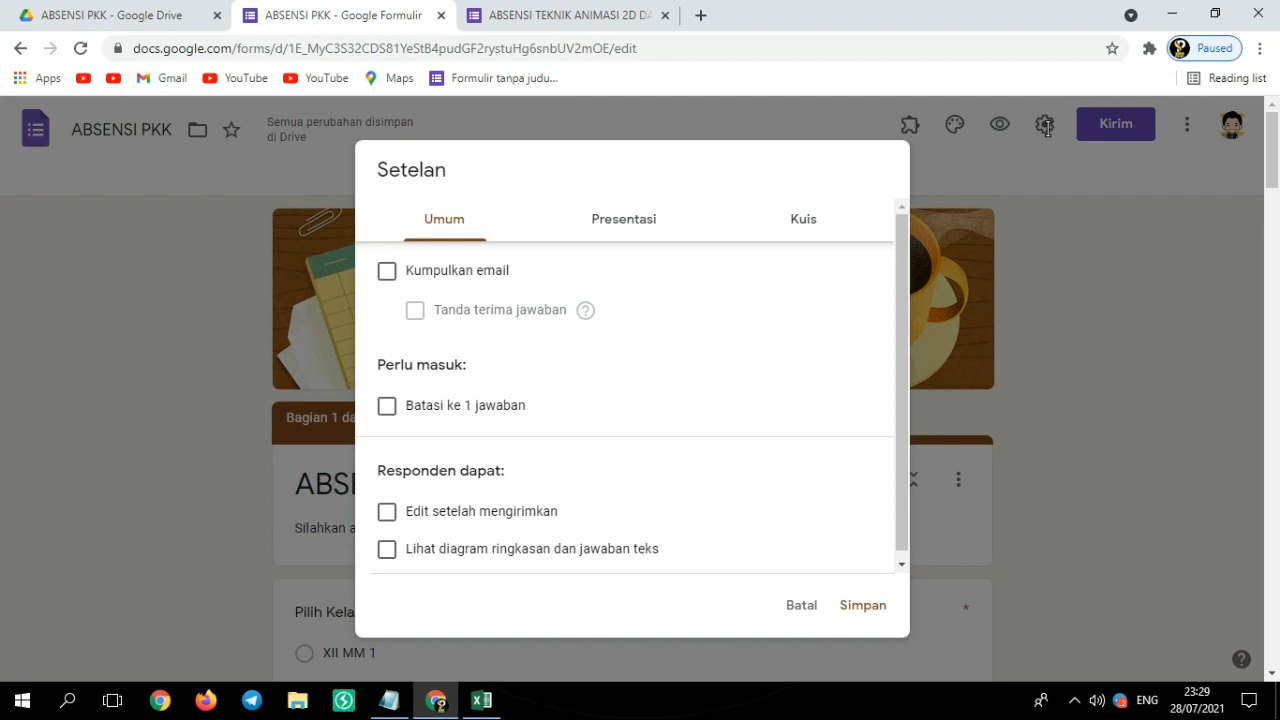 ABSENSI PKK - Google Drive
ABSENSI PKK - Google Formulir
ABSENSI TEKNIK ANIMASI 2D DA
docs.google.com/forms/d/1E_MyC3S32CDS81YeStB4pudGF2rystuHg6snbUV2mOE/edit
Paused
Apps
Gmail
YouTube
YouTube
Maps
Formulir tanpa judu...
Reading list
ABSENSI PKK
Semua perubahan disimpan
di Drive
Kirim
Setelan
Umum
Presentasi
Kuis
Kumpulkan email
Tanda terima jawaban
?
Perlu masuk:
Batasi ke 1 jawaban
Bagian 1 da
Responden dapat:
ABSE
Edit setelah mengirimkan
Silahkan a
Lihat diagram ringkasan dan jawaban teks
Batal
Simpan
Pilih Kela
*
XII MM 1
?
ENG
23:29
28/07/2021